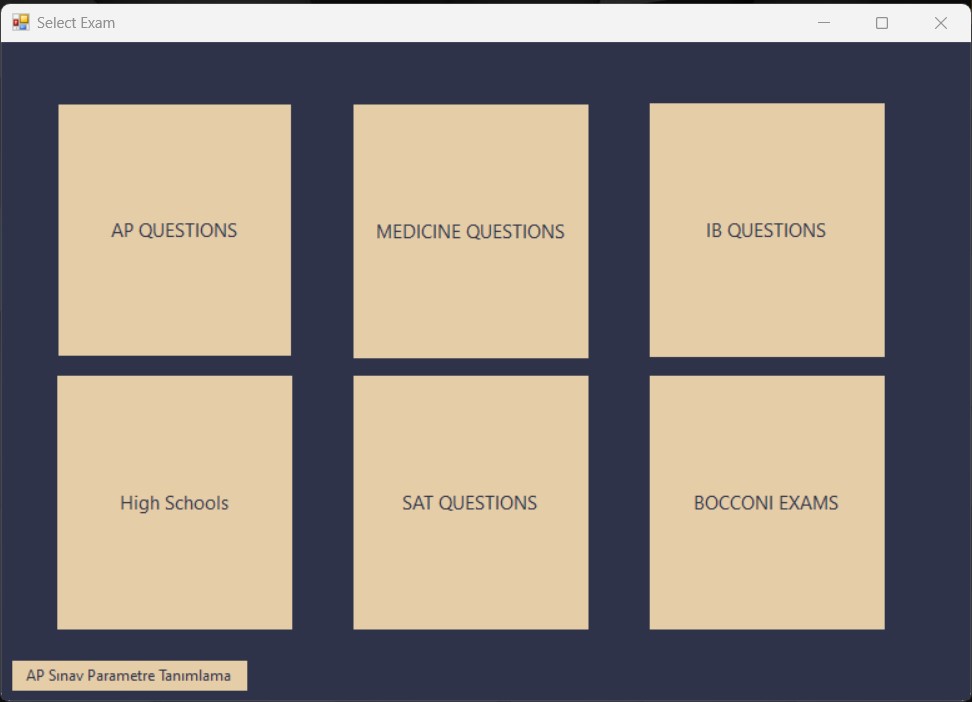 Select Exam
AP QUESTIONS
MEDICINE QUESTIONS
IB QUESTIONS
High Schools
SAT QUESTIONS
BOCCONI EXAMS
AP Sınav Parametre Tanımlama